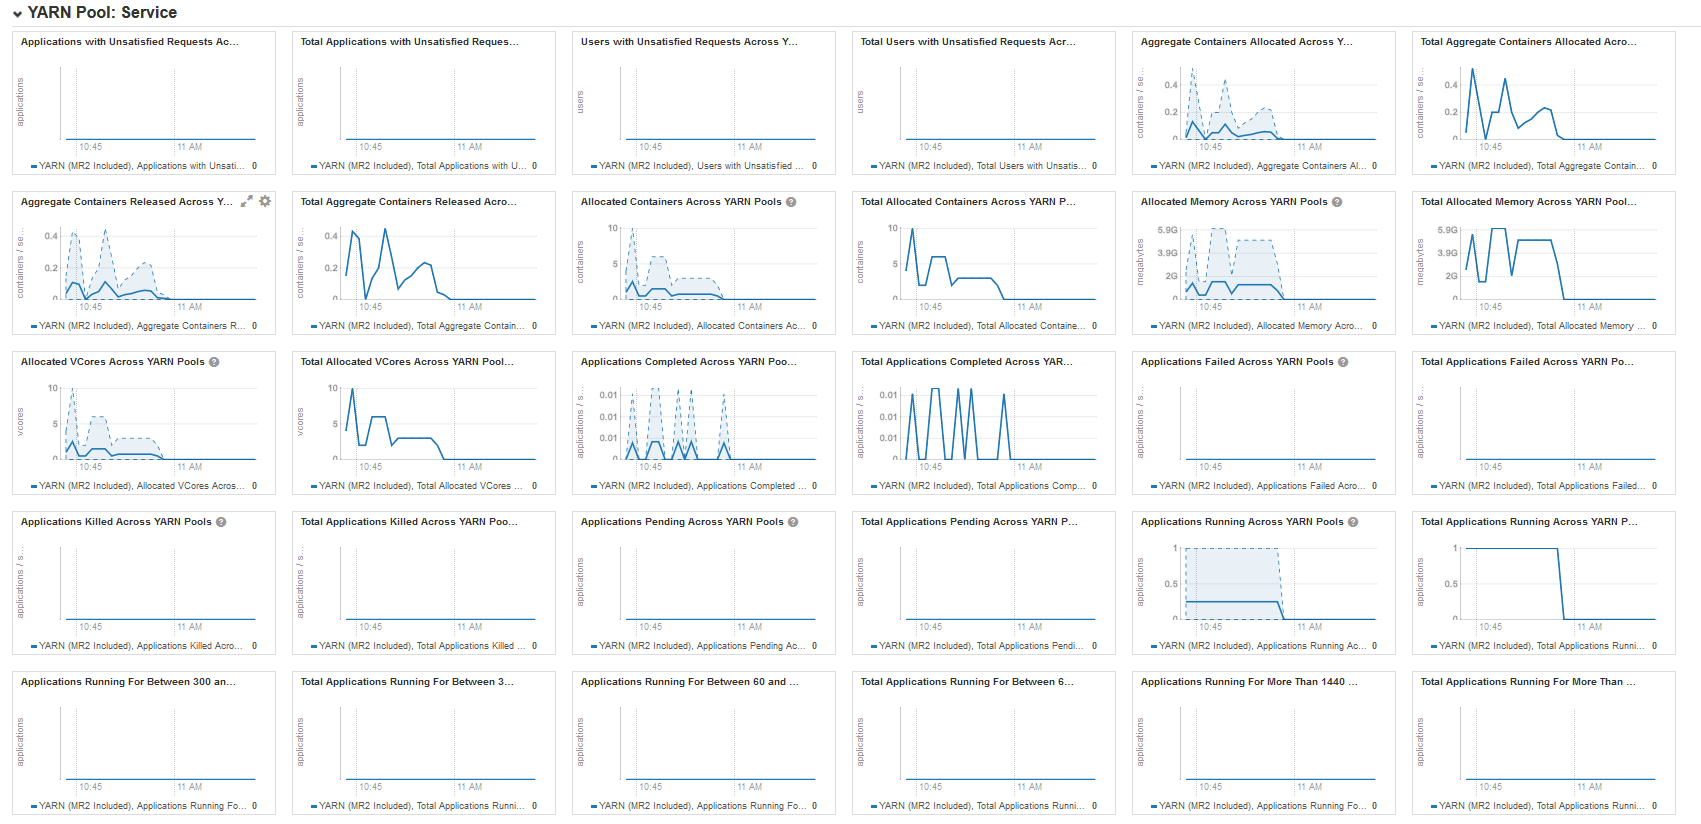 YARN Pool: Service
Applications with Unsatisfied Requests Ac...
applications
10:45 11 AM
YARN (MR2 Included), Applications with Unsati... 0
Total Applications with Unsatisfied Reques...
applications
10:45 11 AM
YARN (MR2 Included), Total Applications with U... 0
Users with Unsatisfied Requests Across Y...
users
10:45 11 AM
YARN (MR2 Included), Users with Unsatisfied ... 0
Total Users with Unsatisfied Requests Acr...
users
10:45 11 AM
YARN (MR2 Included), Total Users with Unsatis... 0
Aggregate Containers Allocated Across Y...
containers / se...
0.4
0.2
0
10:45 11 AM
YARN (MR2 Included), Aggregate Containers Al... 0
Total Aggregate Containers Allocated Acro...
containers / se...
0.4
0.2
0
10:45 11 AM
YARN (MR2 Included), Total Aggregate Contain... 0
Aggregate Containers Released Across Y...
containers / se...
0.4
0.2
0
10:45 11 AM
YARN (MR2 Included), Aggregate Containers R... 0
Total Aggregate Containers Released Acro...
containers / se...
0.4
0.2
0
10:45 11 AM
YARN (MR2 Included), Total Aggregate Contain... 0
Allocated Containers Across YARN Pools ?
containers
10
5
0
10:45 11 AM
YARN (MR2 Included), Allocated Containers Ac... 0
Total Allocated Containers Across YARN P...
containers
10
5
0
10:45 11 AM
YARN (MR2 Included), Total Allocated Containe... 0
Allocated Memory Across YARN Pools ?
megabytes
5.9G
3.9G
2G
0
10:45 11 AM
YARN (MR2 Included), Allocated Memory Acro... 0
Total Allocated Memory Across YARN Pool...
megabytes
5.9G
3.9G
2G
0
10:45 11 AM
YARN (MR2 Included), Total Allocated Memory ... 0
Allocated VCores Across YARN Pools ?
vcores
10
5
0
10:45 11 AM
YARN (MR2 Included), Allocated VCores Acros... 0
Total Allocated VCores Across YARN Pool...
vcores
10
5
0
10:45 11 AM
YARN (MR2 Included), Total Allocated VCores ... 0
Applications Completed Across YARN Poo...
applications / s...
0.01
0.01
0.01
0
10:45 11 AM
YARN (MR2 Included), Applications Completed ... 0
Total Applications Completed Across YAR...
applications / s...
0.01
0.01
0.01
0
10:45 11 AM
YARN (MR2 Included), Total Applications Comp... 0
Applications Failed Across YARN Pools ?
applications / s...
10:45 11 AM
YARN (MR2 Included), Applications Failed Acro... 0
Total Applications Failed Across YARN Po...
applications / s...
10:45 11 AM
YARN (MR2 Included), Total Applications Failed... 0
Applications Killed Across YARN Pools ?
applications / s...
10:45 11 AM
YARN (MR2 Included), Applications Killed Acro... 0
Total Applications Killed Across YARN Poo...
applications / s...
10:45 11 AM
YARN (MR2 Included), Total Applications Killed ... 0
Applications Pending Across YARN Pools ?
applications
10:45 11 AM
YARN (MR2 Included), Applications Pending Ac... 0
Total Applications Pending Across YARN P...
applications
10:45 11 AM
YARN (MR2 Included), Total Applications Pendi... 0
Applications Running Across YARN Pools ?
applications
1
0.5
0
10:45 11 AM
YARN (MR2 Included), Applications Running Ac... 0
Total Applications Running Across YARN P...
applications
1
0.5
0
10:45 11 AM
YARN (MR2 Included), Total Applications Runni... 0
Applications Running For Between 300 an...
applications
10:45 11 AM
YARN (MR2 Included), Applications Running Fo... 0
Total Applications Running For Between 3...
applications
10:45 11 AM
YARN (MR2 Included), Total Applications Runni... 0
Applications Running For Between 60 and ...
applications
10:45 11 AM
YARN (MR2 Included), Applications Running Fo... 0
Total Applications Running For Between 6...
applications
10:45 11 AM
YARN (MR2 Included), Total Applications Runni... 0
Applications Running For More Than 1440 ...
applications
10:45 11 AM
YARN (MR2 Included), Applications Running Fo... 0
Total Applications Running For More Than ...
applications
10:45 11 AM
YARN (MR2 Included), Total Applications Runni... 0